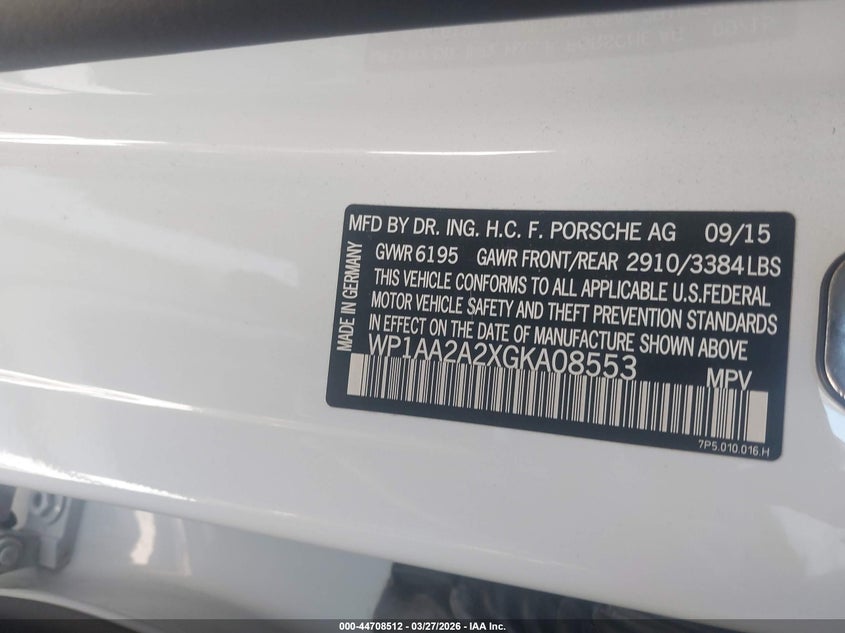 MFD BY DR. ING. H.C. F. PORSCHE AG 09/15
GVWR 6195 GAWR FRONT/REAR 2910/3384 LBS
THIS VEHICLE CONFORMS TO ALL APPLICABLE U.S.FEDERAL
MOTOR VEHICLE SAFETY AND THEFT PREVENTION STANDARDS
IN EFFECT ON THE DATE OF MANUFACTURE SHOWN ABOVE
WP1AA2A2XGKA08553
MPV
7P5.010.016.H
MADE IN GERMANY
000-44708512 | 03/27/2026 - IAA Inc.